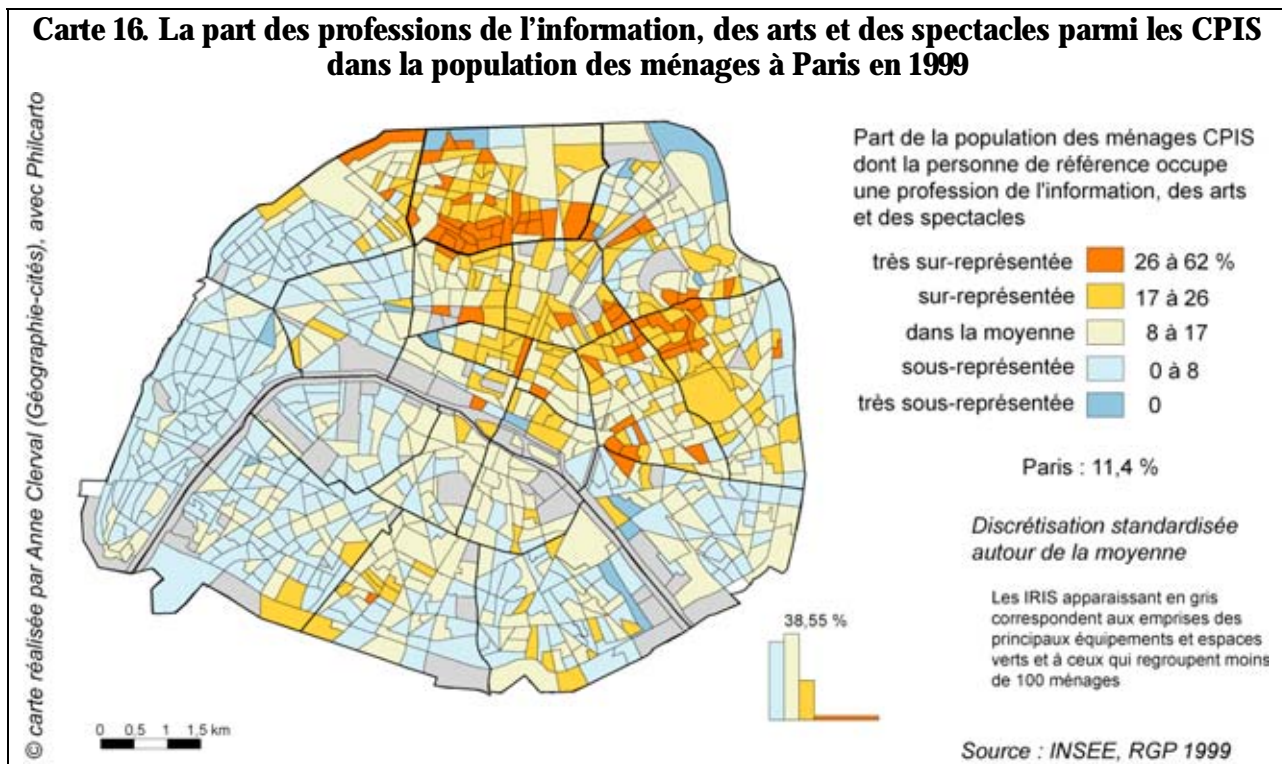 Carte 16. La part des professions de l’information, des arts et des spectacles parmi les CPIS
dans la population des ménages à Paris en 1999
© carte réalisée par Anne Clerval (Géographie-cités), avec Philcarto
Part de la population des ménages CPIS
dont la personne de référence occupe
une profession de l'information, des arts
et des spectacles
très sur-représentée 26 à 62 %
sur-représentée 17 à 26
dans la moyenne 8 à 17
sous-représentée 0 à 8
très sous-représentée 0
Paris : 11,4 %
Discrétisation standardisée
autour de la moyenne
Les IRIS apparaissant en gris
correspondent aux emprises des
principaux équipements et espaces
verts et à ceux qui regroupent moins
de 100 ménages
38,55 %
0 0.5 1 1,5 km
Source : INSEE, RGP 1999